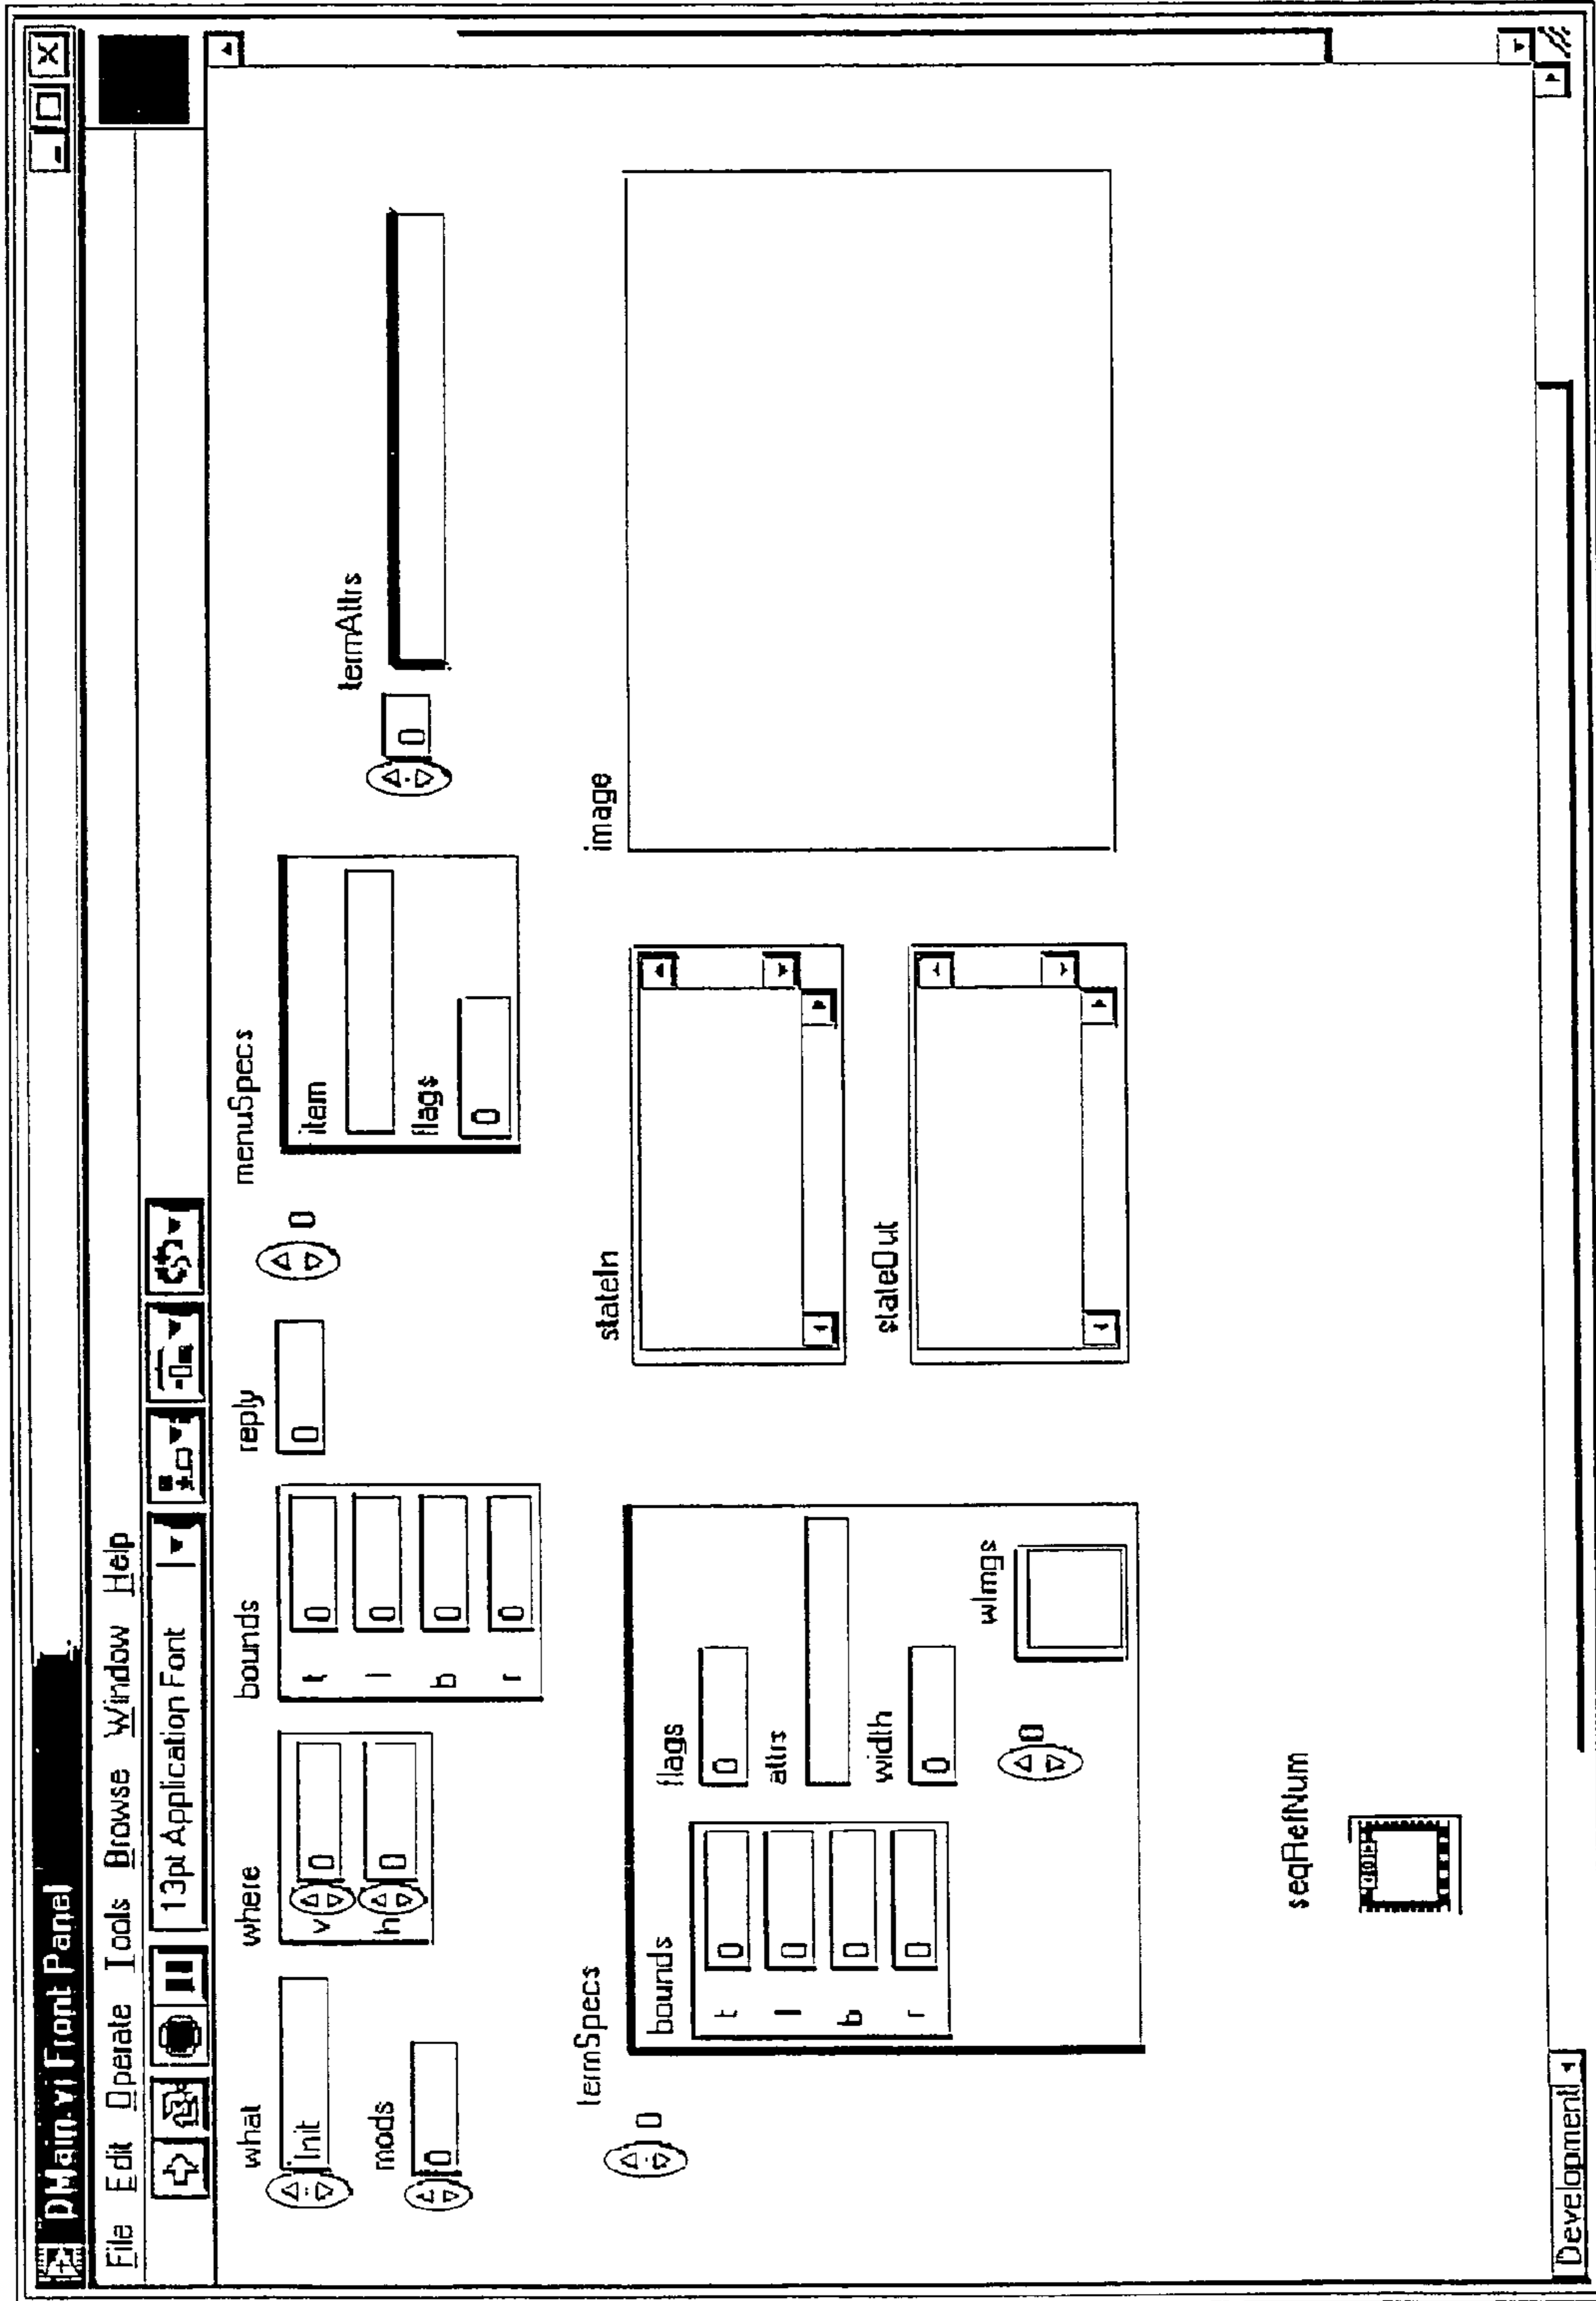 DMain.vi Front Panel
File Edit Operate Tools Browse Window Help
13pt Application Font
what
Init
mods
0
where
v 0
h 0
bounds
t 0
l 0
b 0
r 0
reply
0
menuSpecs
0
item
flags
0
termAttrs
0
termSpecs
0
bounds
t 0
l 0
b 0
r 0
flags
0
attrs
width
0
wImgs
0
stateIn
stateOut
image
seqRefNum
Development